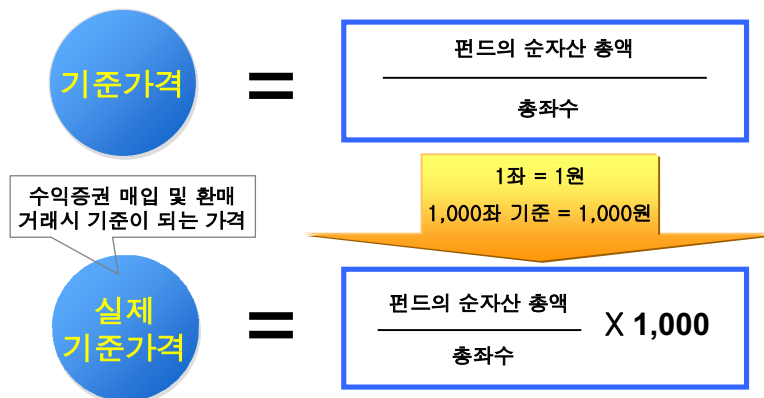 기준가격
=
펀드의 순자산 총액
총좌수
수익증권 매입 및 환매
거래시 기준이 되는 가격
1좌 = 1원
1,000좌 기준 = 1,000원
실제
기준가격
=
펀드의 순자산 총액
총좌수
X 1,000